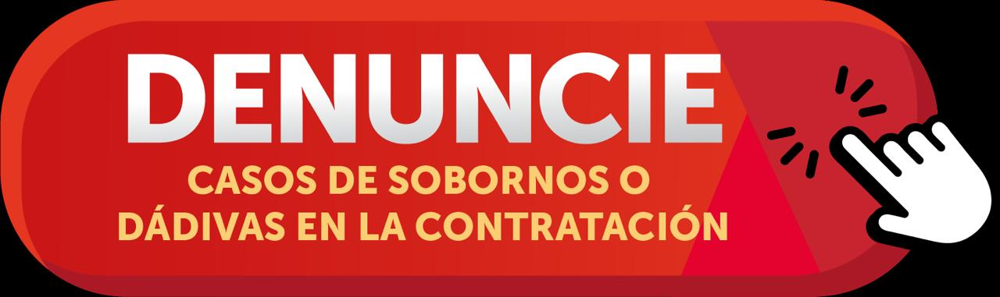 DENUNCIE
CASOS DE SOBORNOS O
DÁDIVAS EN LA CONTRATACIÓN